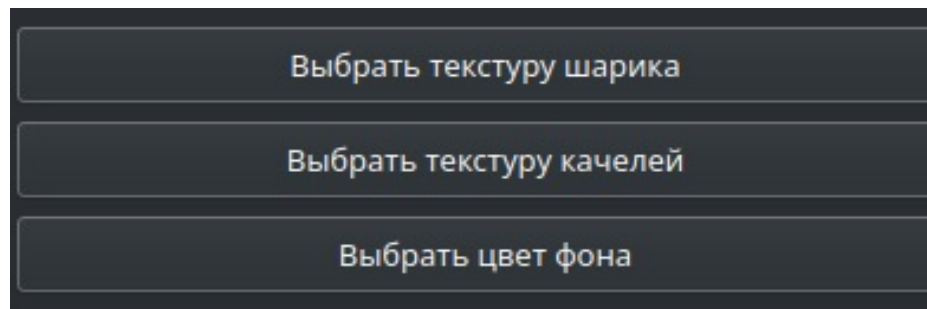 Выбрать текстуру шарика
Выбрать текстуру качелей
Выбрать цвет фона